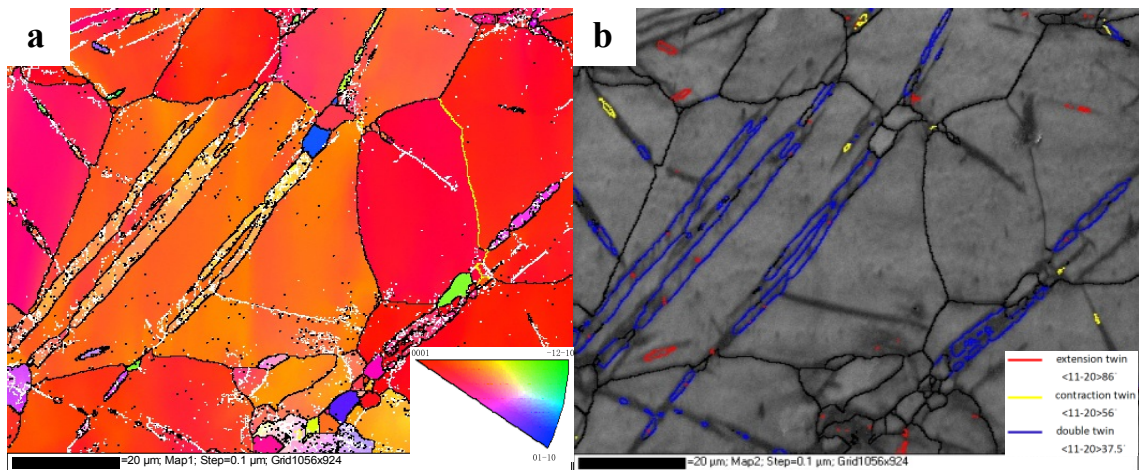 a
b
0001
-12-10
01-10
=20 µm; Map1; Step=0.1 µm; Grid1056x924
extension twin
<11-20>86°
contraction twin
<11-20>56°
double twin
<11-20>37.5°
=20 µm; Map2; Step=0.1 µm; Grid1056x924